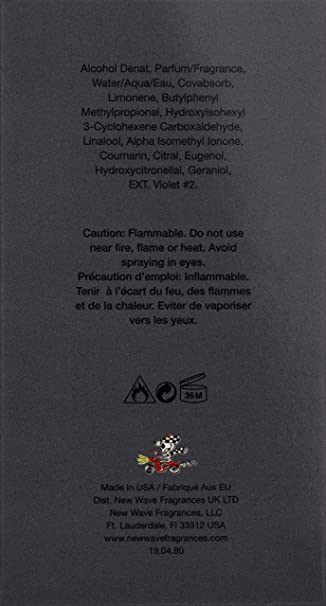 Alcohol Denat, Parfum/Fragrance,
Water/Aqua/Eau, Covabsorb,
Limonene, Butylphenyl
Methylpropional, Hydroxyisohexyl
3-Cyclohexene Carboxaldehyde,
Linalool, Alpha Isomethyl Ionone,
Coumarin, Citral, Eugenol,
Hydroxycitronellal, Geraniol,
EXT. Violet #2.
Caution: Flammable. Do not use
near fire, flame or heat. Avoid
spraying in eyes.
Précaution d'emploi: Inflammable.
Tenir à l'écart du feu, des flammes
et de la chaleur. Eviter de vaporiser
vers les yeux.
36 M
Made In USA / Fabriqué Aux EU
Dist. New Wave Fragrances UK LTD
New Wave Fragrances, LLC
Ft. Lauderdale, Fl 33312 USA
www.newwavefragrances.com
19.04.80